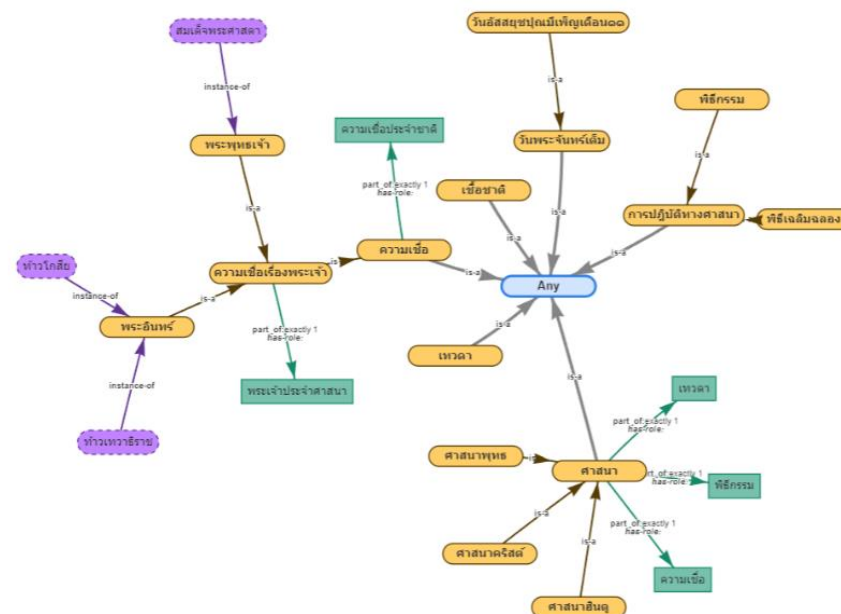 วันอัสสยุชปุณมีเพ็ญเดือน๑๑
สมเด็จพระศาสดา
instance-of
is-a
พิธีกรรม
ความเชื่อประจำชาติ
พระพุทธเจ้า
วันพระจันทร์เต็ม
is-a
part_of:exactly 1
has-role:
เชื้อชาติ
is-a
การปฏิบัติทางศาสนา
พิธีเฉลิมฉลอง
is-a
is-a
is-a
is-a
ความเชื่อ
ท้าวโกสีย์
ความเชื่อเรื่องพระเจ้า
is-a
is-a
Any
instance-of
is-a
พระอินทร์
part_of:exactly 1
has-role:
is-a
เทวดา
instance-of
พระเจ้าประจำศาสนา
is-a
เทวดา
ท้าวเทวาธิราช
part_of:exactly 1
has-role:
ศาสนาพุทธ
ศาสนา
part_of:exactly 1
has-role:
พิธีกรรม
is-a
part_of:exactly 1
has-role:
is-a
ศาสนาคริสต์
ความเชื่อ
ศาสนาฮินดู